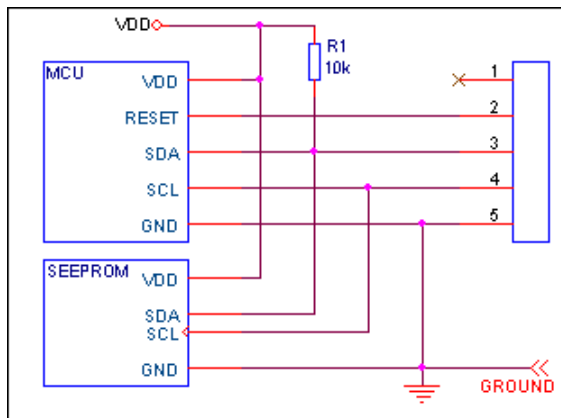 VDD
R1
10k
MCU
VDD
RESET
SDA
SCL
GND
1
2
3
4
5
SEEPROM
VDD
SDA
SCL
GND
GROUND